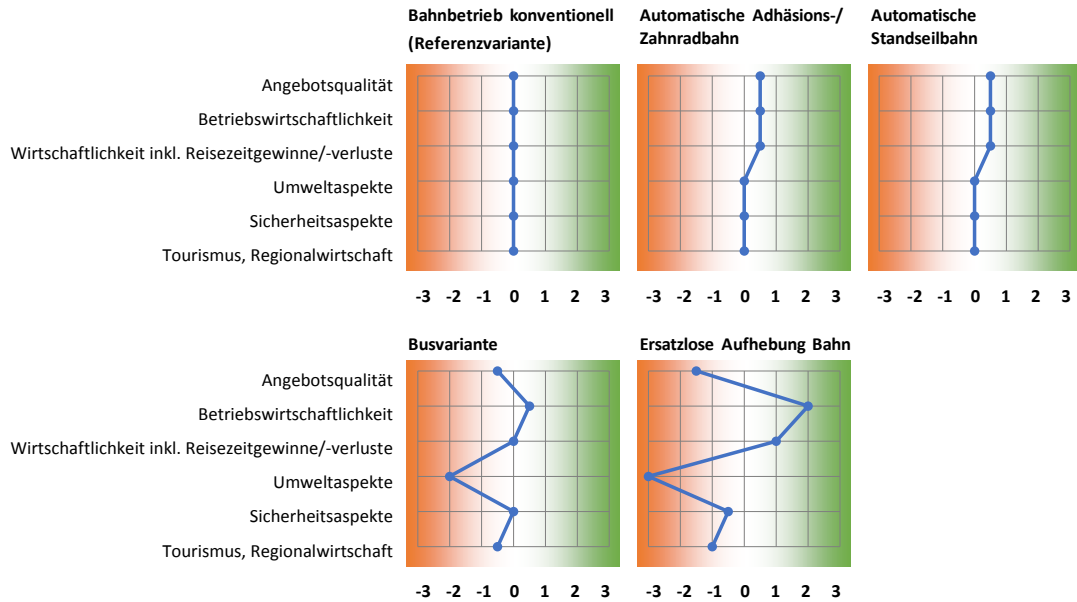 Bahnbetrieb konventionell
(Referenzvariante)
Automatische Adhäsions-/
Zahnradbahn
Automatische
Standseilbahn
Angebotsqualität
Betriebswirtschaftlichkeit
Wirtschaftlichkeit inkl. Reisezeitgewinne/-verluste
Umweltaspekte
Sicherheitsaspekte
Tourismus, Regionalwirtschaft
-3 -2 -1 0 1 2 3
-3 -2 -1 0 1 2 3
-3 -2 -1 0 1 2 3
Busvariante
Ersatzlose Aufhebung Bahn
Angebotsqualität
Betriebswirtschaftlichkeit
Wirtschaftlichkeit inkl. Reisezeitgewinne/-verluste
Umweltaspekte
Sicherheitsaspekte
Tourismus, Regionalwirtschaft
-3 -2 -1 0 1 2 3
-3 -2 -1 0 1 2 3